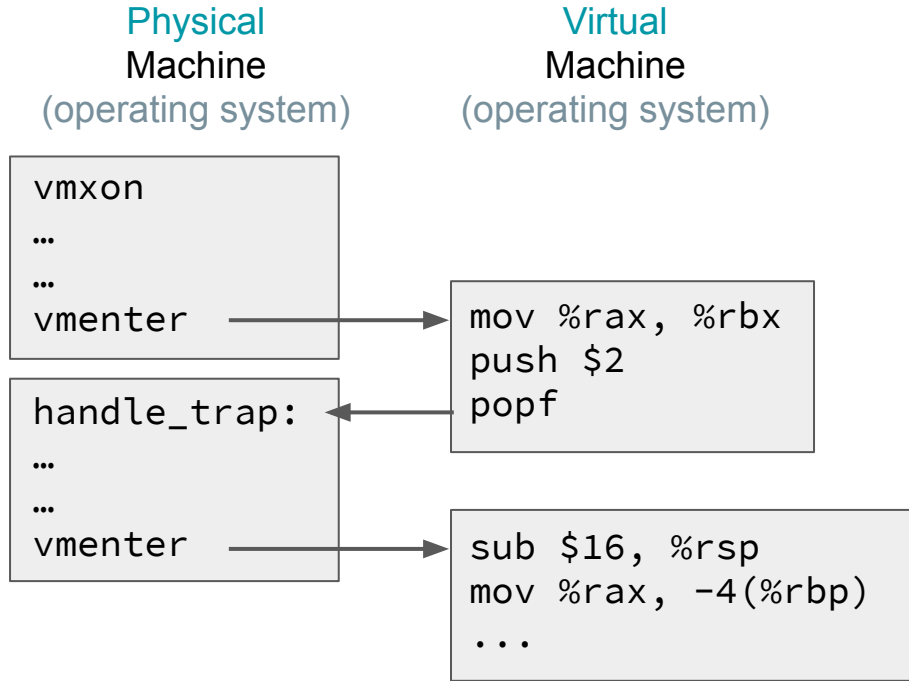 Physical
Machine
(operating system)
Virtual
Machine
(operating system)
vmxon
…
…
vmenter
mov %rax, %rbx
push $2
popf
handle_trap:
…
…
vmenter
sub $16, %rsp
mov %rax, -4(%rbp)
...